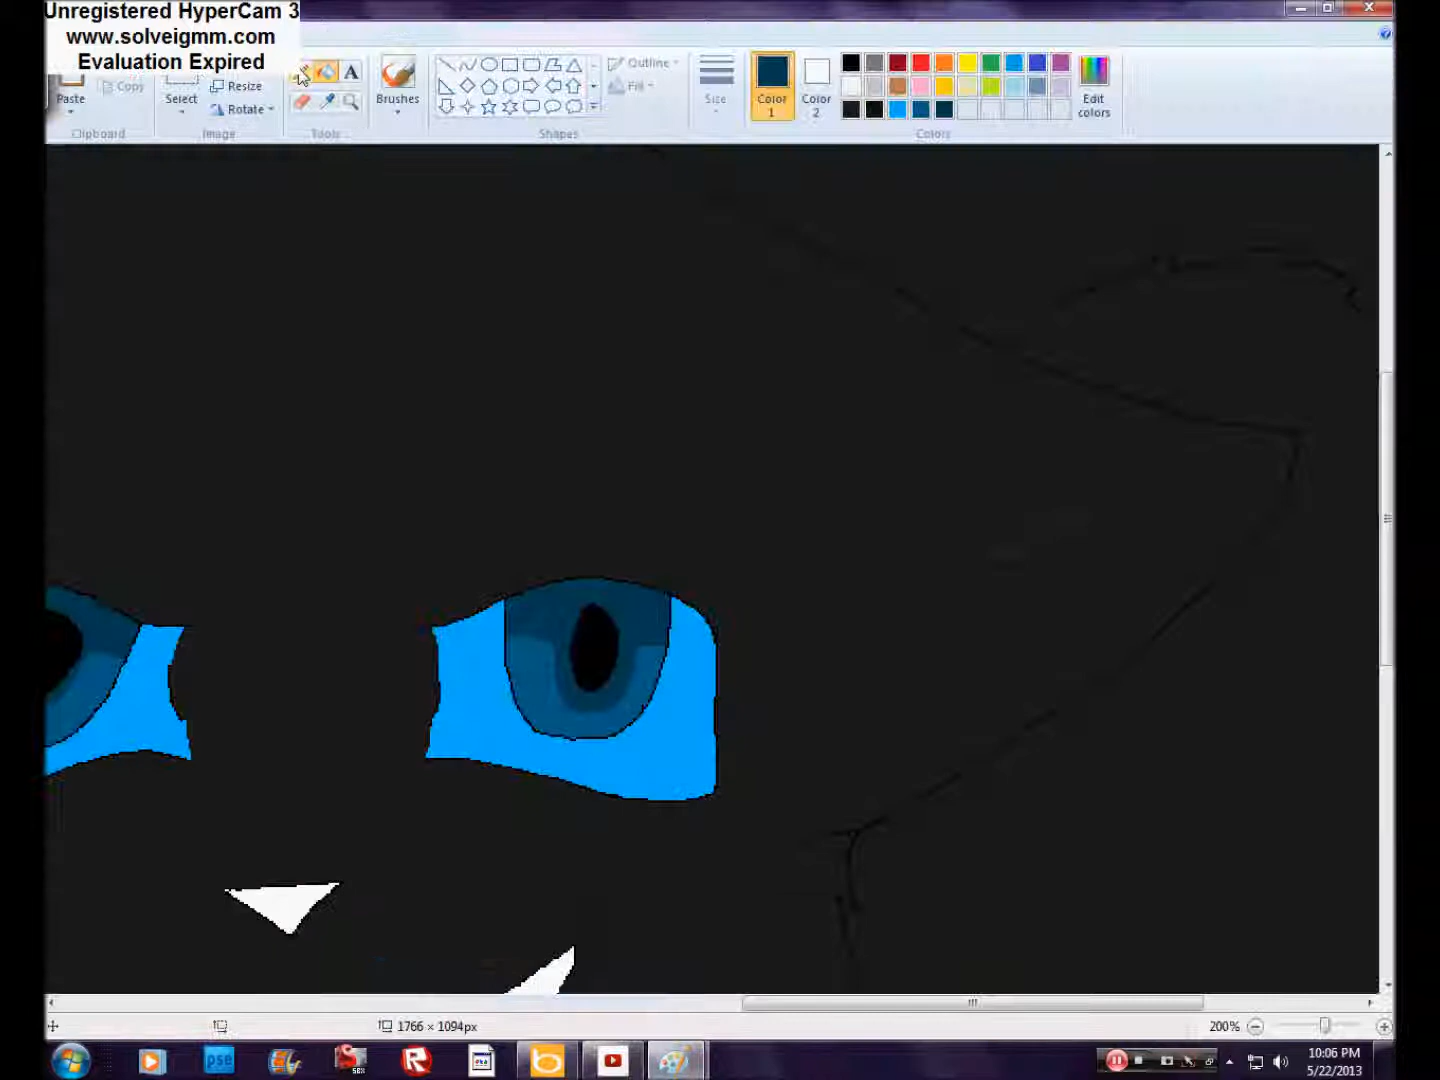 Unregistered HyperCam 3
www.solveigmm.com
Evaluation Expired
Paste
Copy
Clipboard
Select
Resize
Rotate
Image
A
Tools
Brushes
Outline
Fill
Shapes
Size
Color 1
Color 2
Edit colors
Colors
1766 × 1094px
200%
pse
10:06 PM
5/22/2013